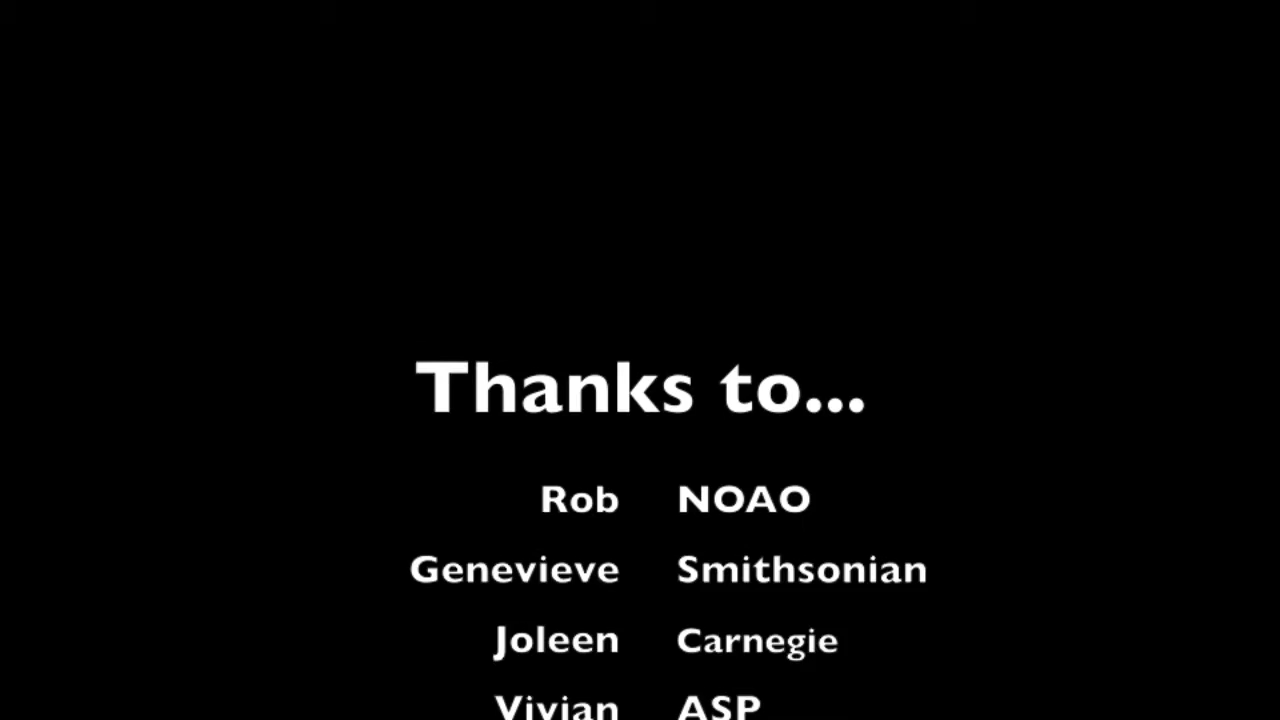 Thanks to...
Rob NOAO
Genevieve Smithsonian
Joleen Carnegie
Vivian ASP